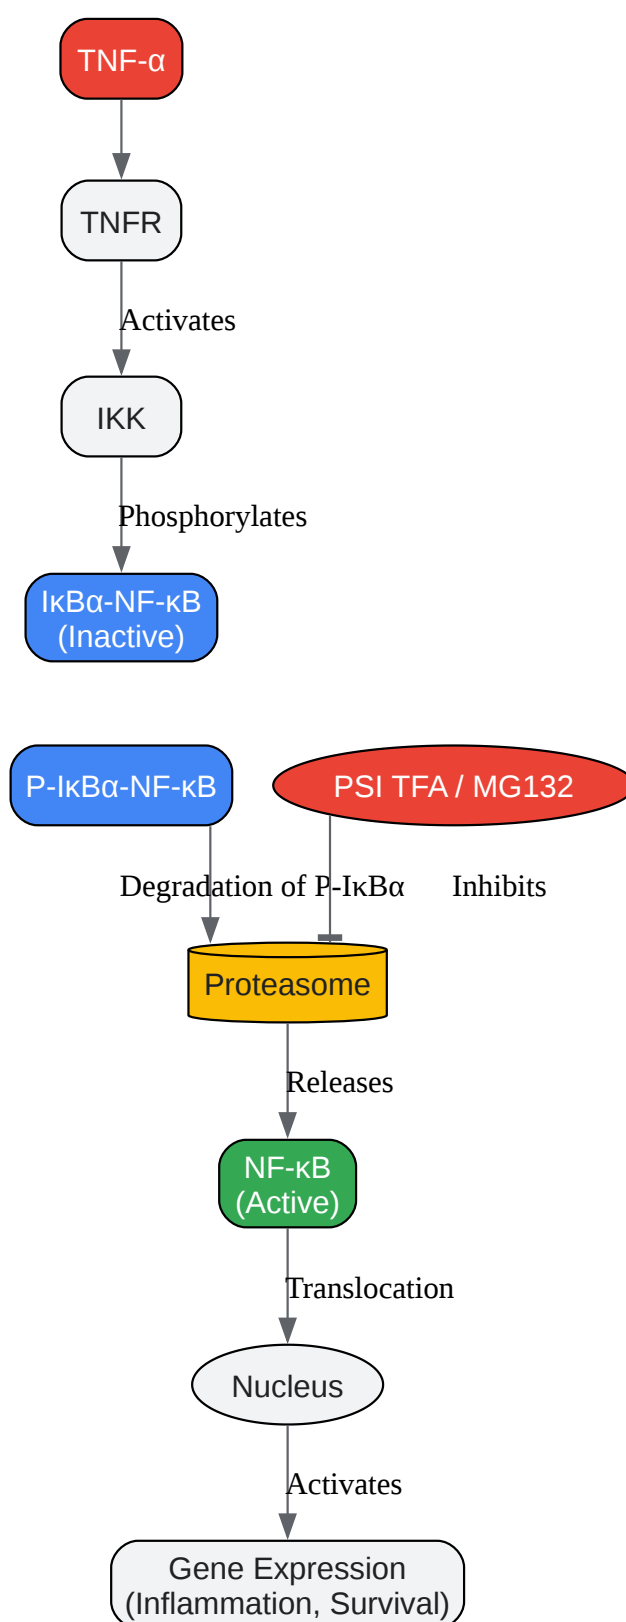 TNF-α
TNFR
Activates
IKK
Phosphorylates
IκBα-NF-κB
(Inactive)
P-IκBα-NF-κB
PSI TFA / MG132
Degradation of P-IκBα
Inhibits
Proteasome
Releases
NF-κB
(Active)
Translocation
Nucleus
Activates
Gene Expression
(Inflammation, Survival)